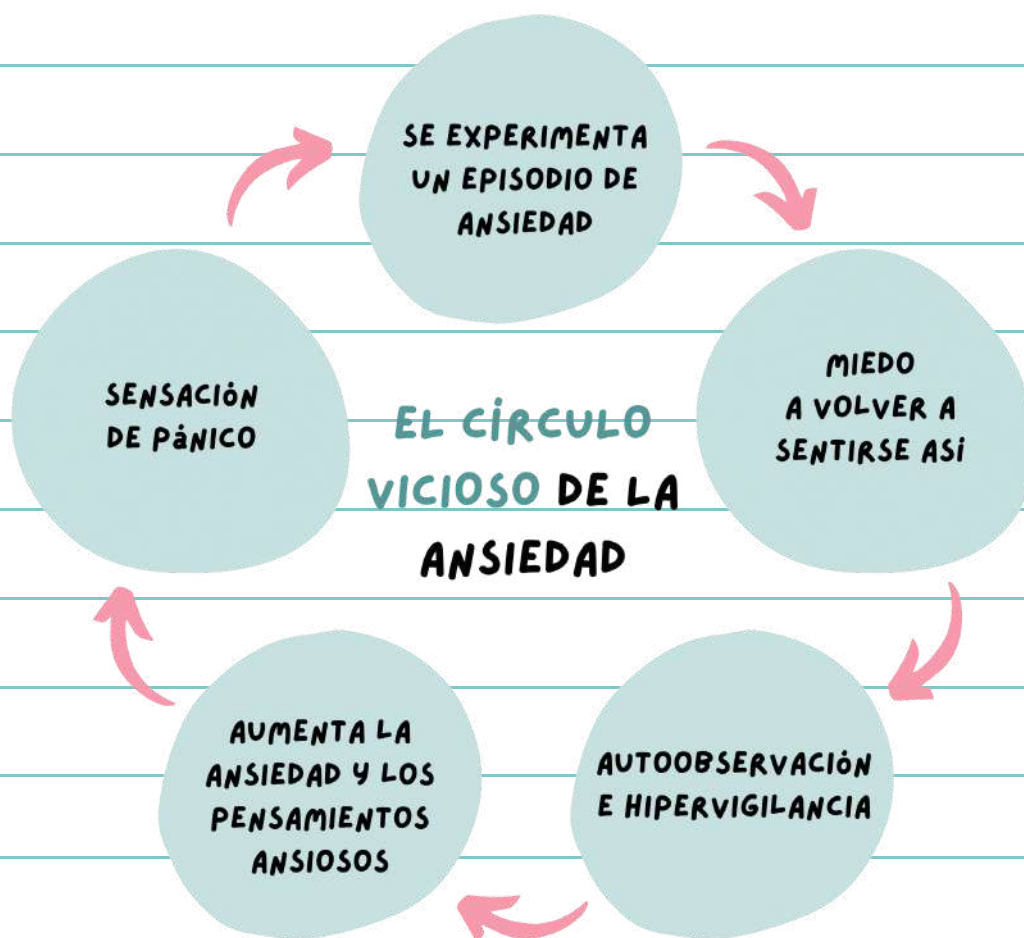 SE EXPERIMENTA
UN EPISODIO DE
ANSIEDAD
MIEDO
A VOLVER A
SENTIRSE ASÍ
AUTOOBSERVACIÓN
E HIPERVIGILANCIA
AUMENTA LA
ANSIEDAD Y LOS
PENSAMIENTOS
ANSIOSOS
SENSACIÓN
DE PÁNICO
EL CÍRCULO
VICIOSO DE LA
ANSIEDAD